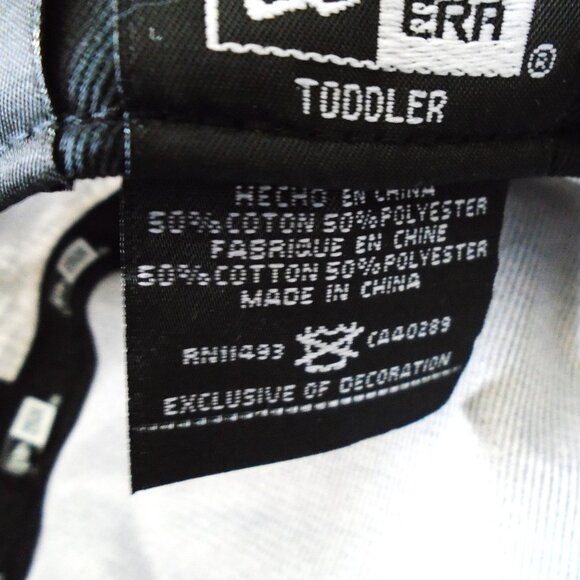 ERA
®
TODDLER
HECHO EN CHINA
50%COTON 50%POLYESTER
FABRIQUE EN CHINE
50%COTTON 50%POLYESTER
MADE IN CHINA
RN11493 CA40289
EXCLUSIVE OF DECORATION